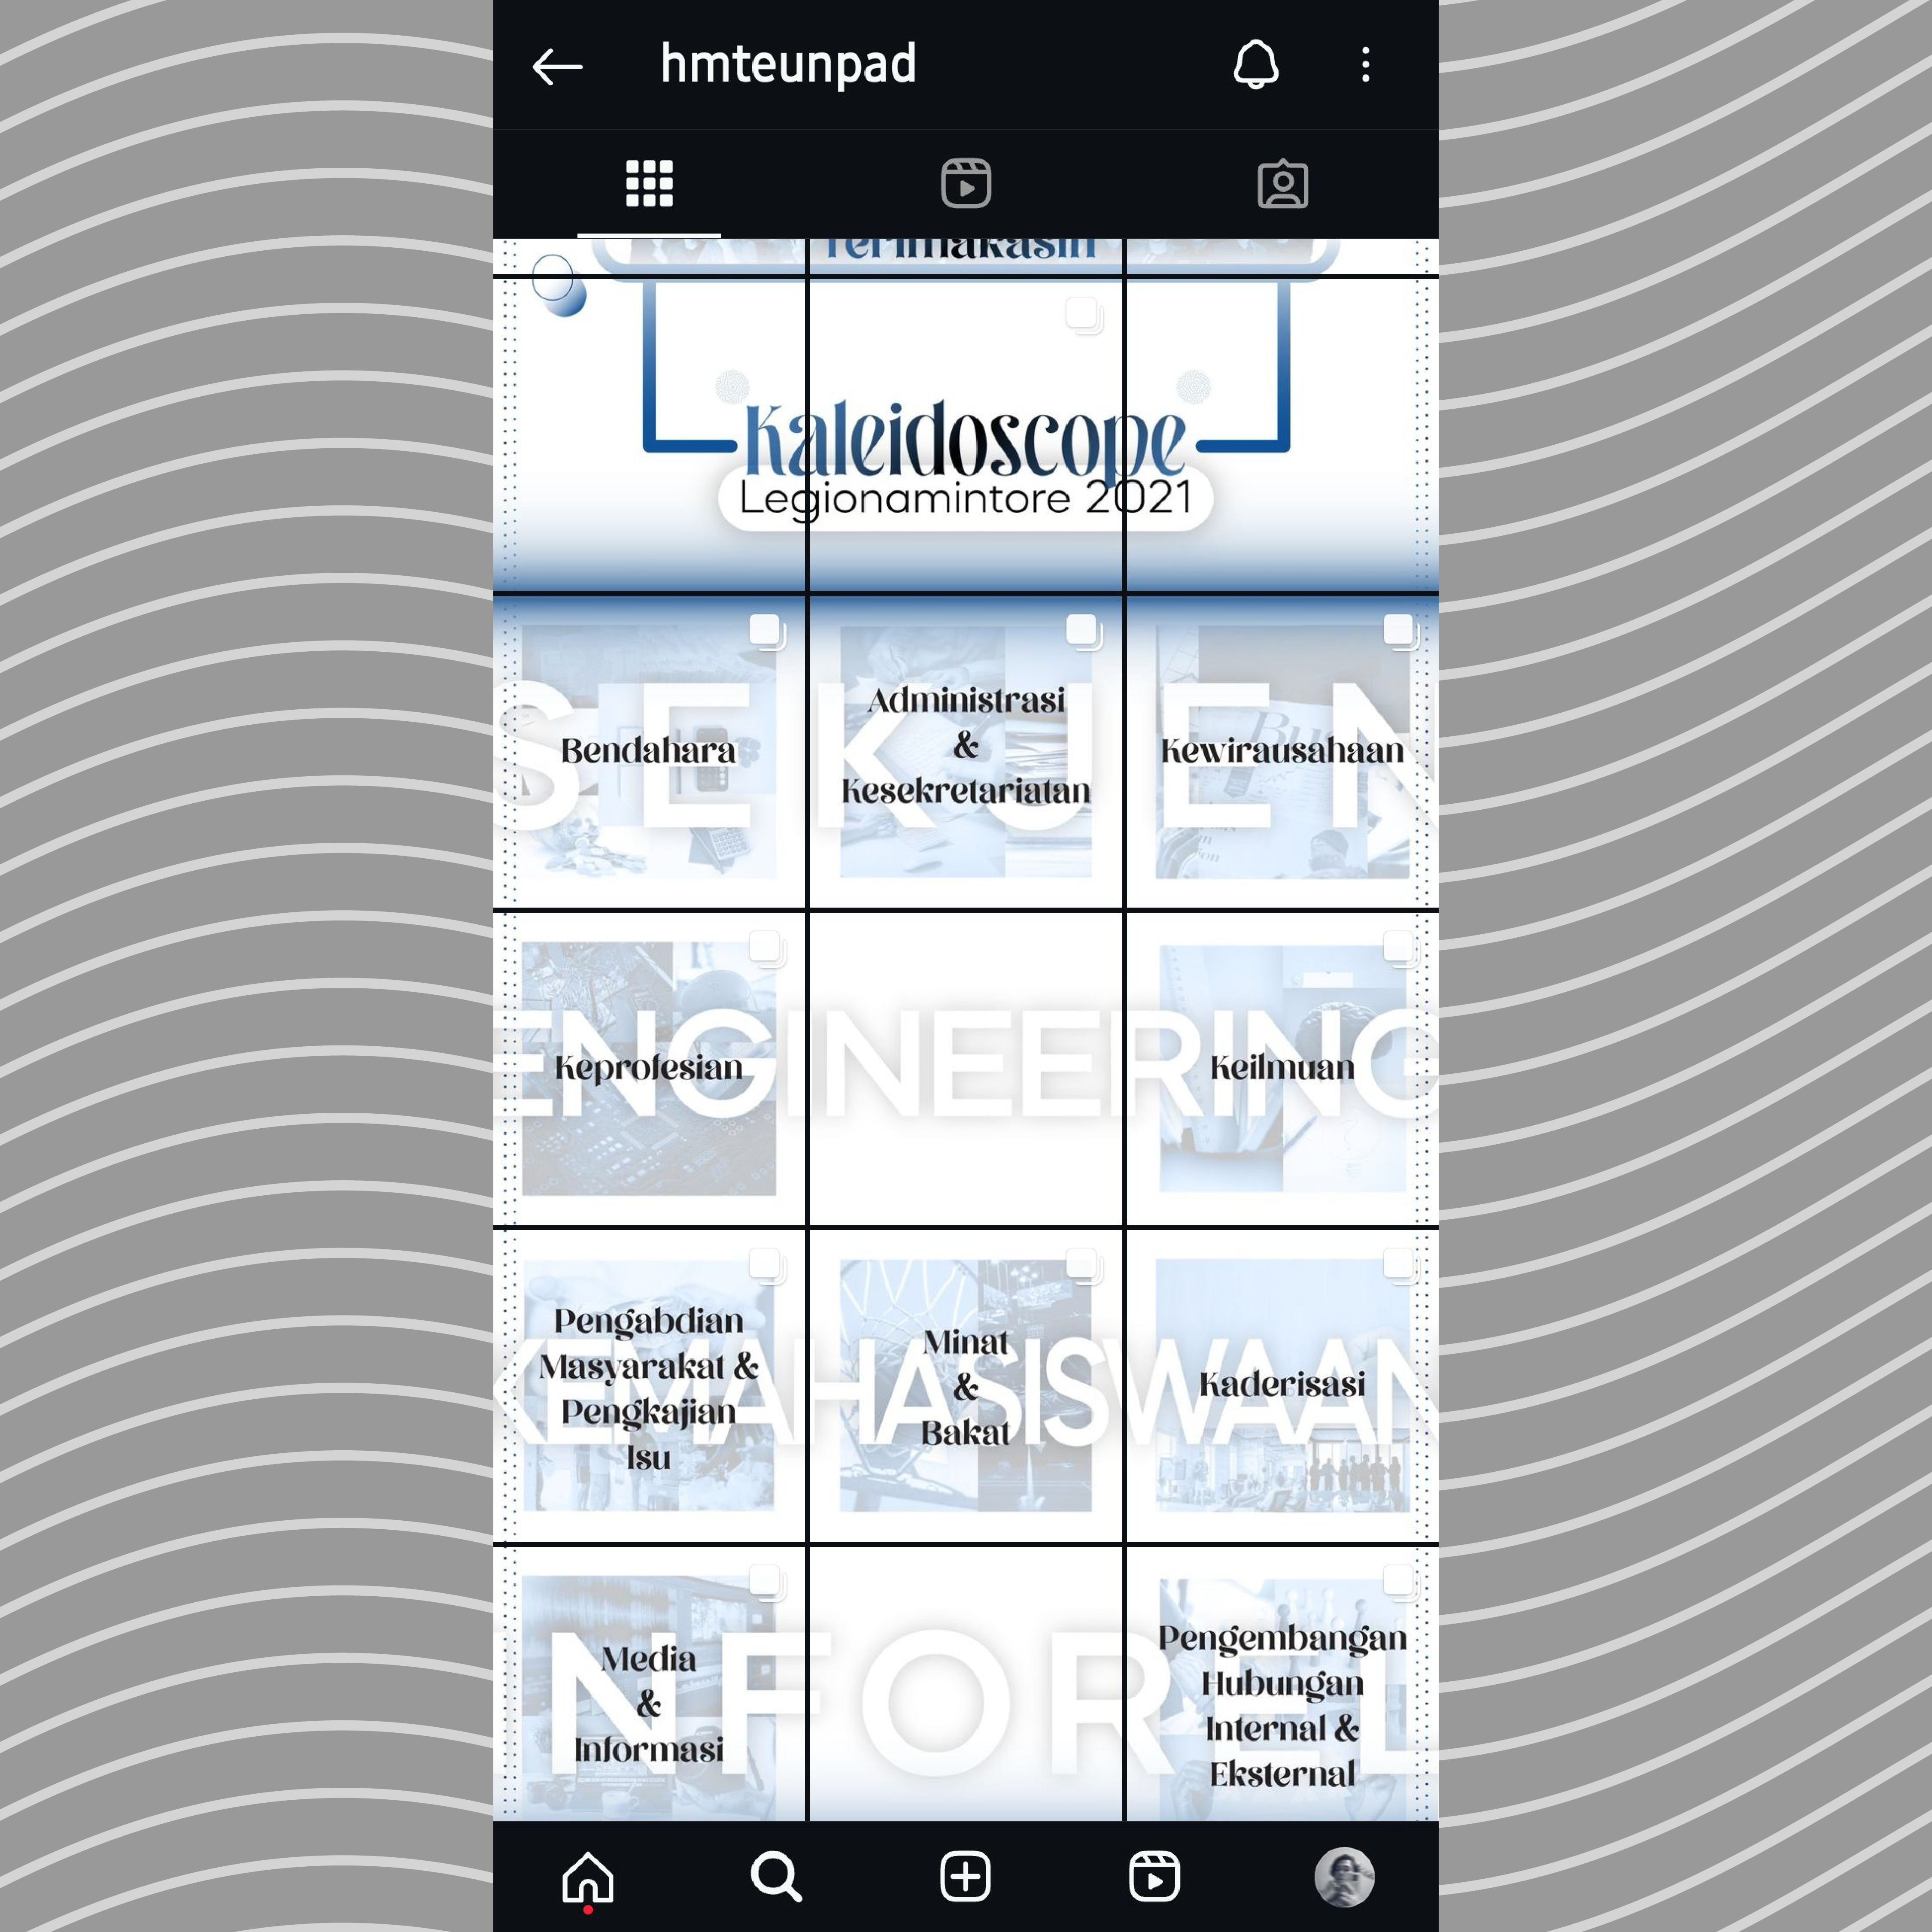 hmteunpad
Terimakasih
Kaleidoscope
Legionamintore 2021
SEKJEN
Bendahara
Administrasi
&
Kesekretariatan
Kewirausahaan
ENGINEERING
Keprofesian
Keilmuan
KEMAHASISWAAN
Pengabdian
Masyarakat &
Pengkajian
Isu
Minat
&
Bakat
Kaderisasi
NFOREL
Media
&
Informasi
Pengembangan
Hubungan
Internal &
Eksternal